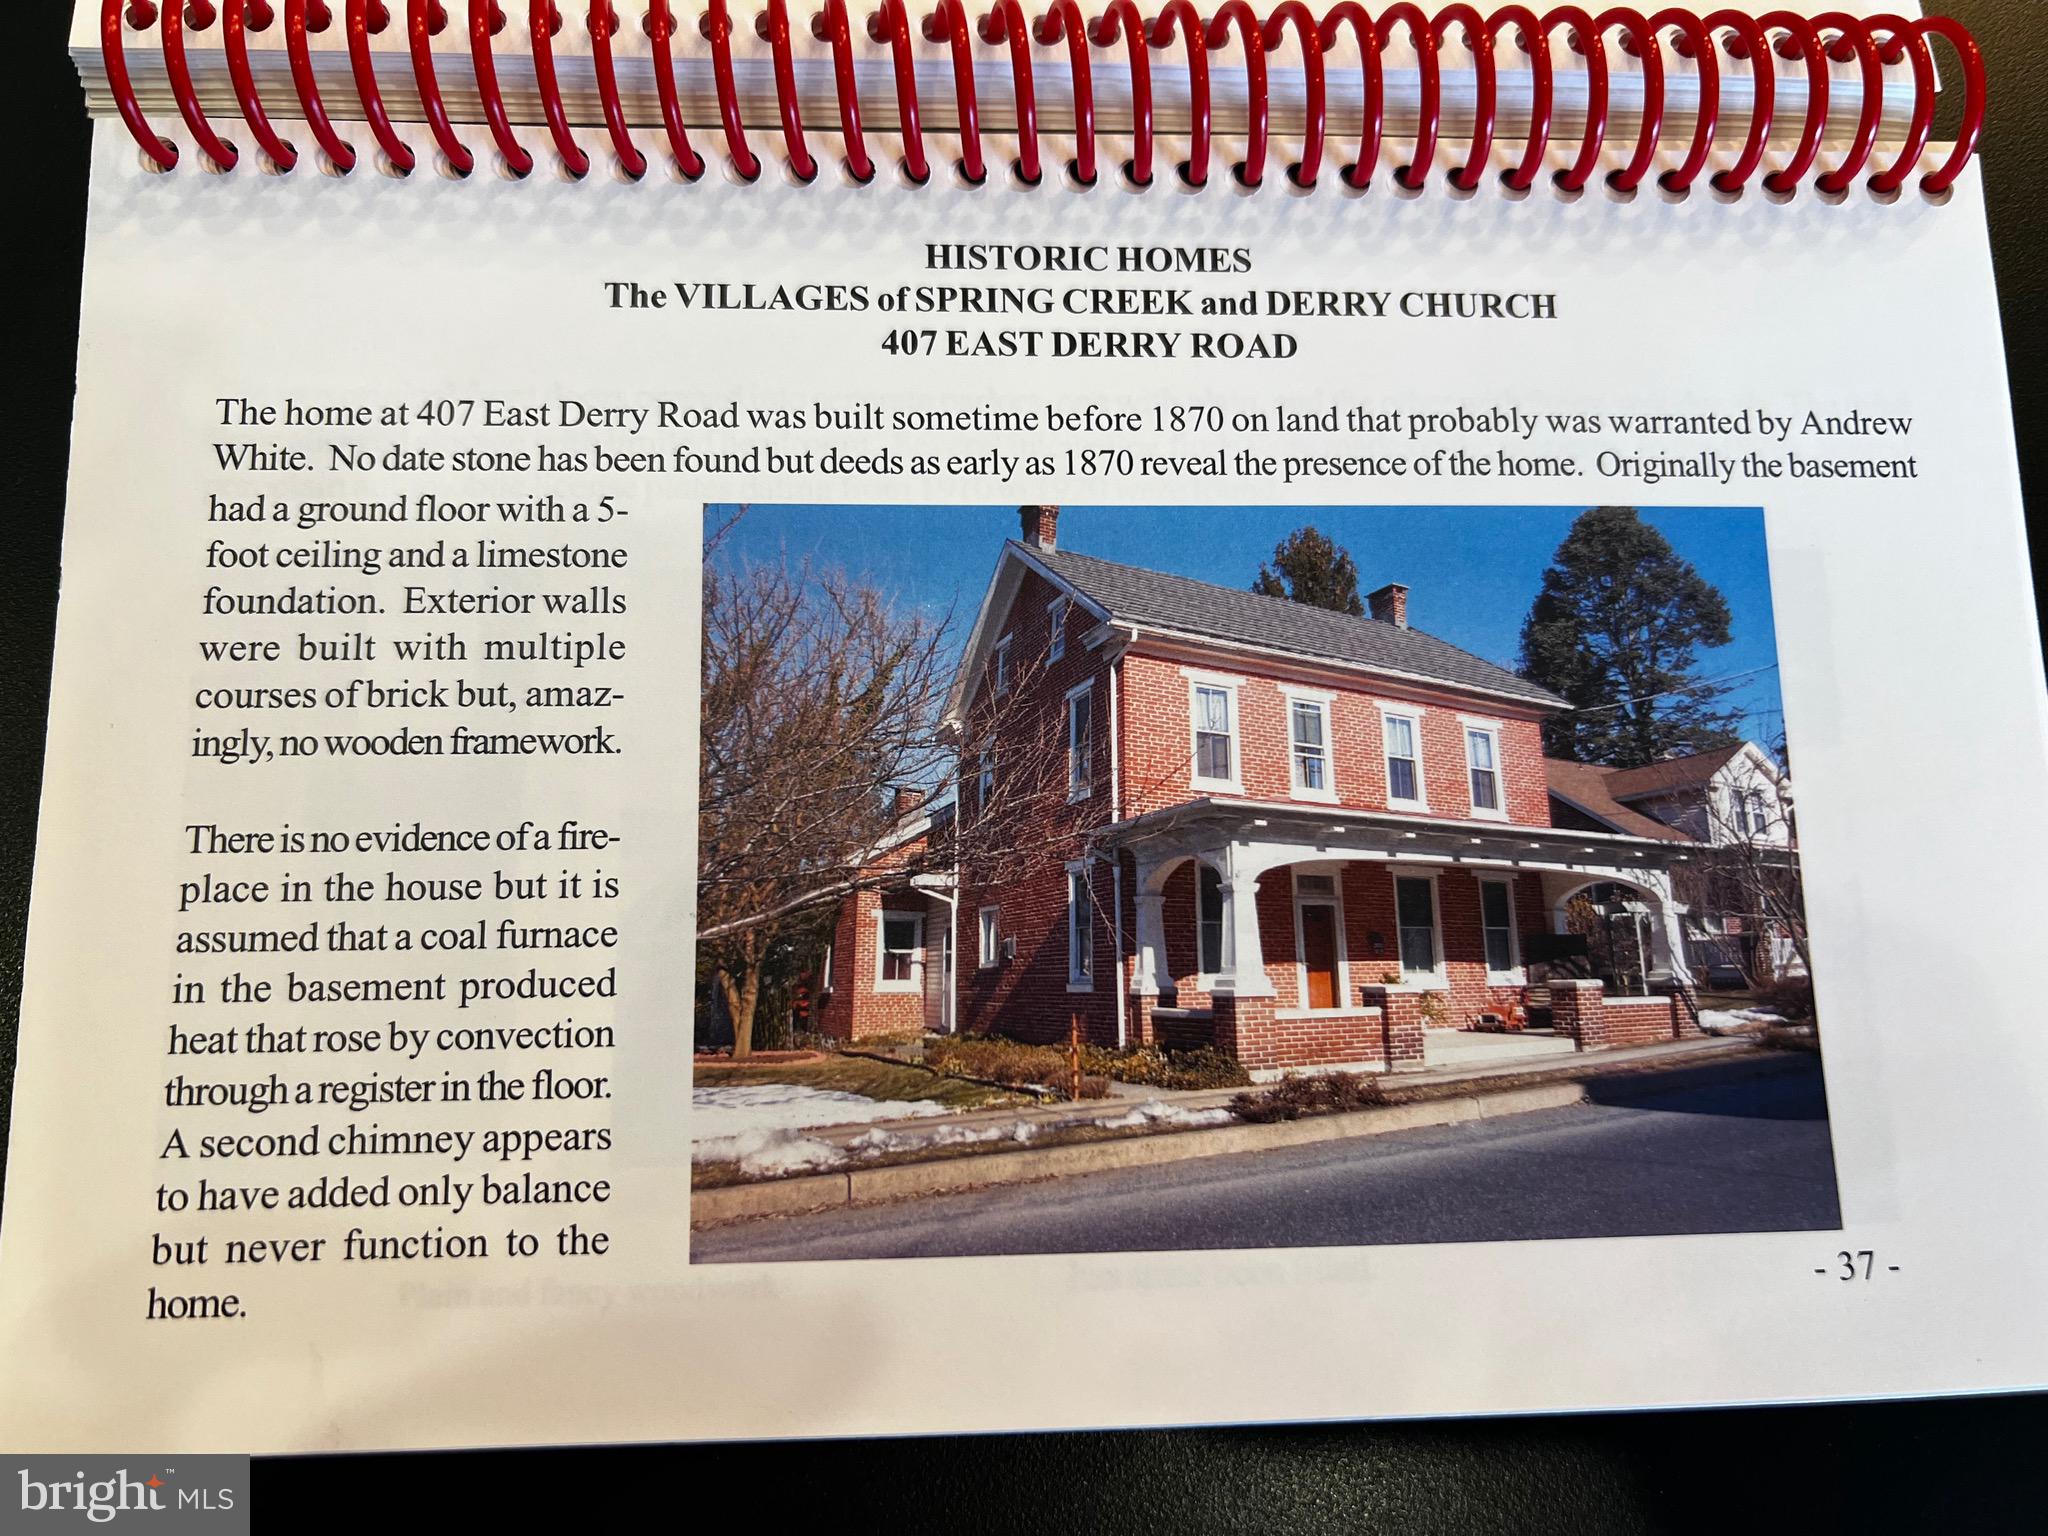 HISTORIC HOMES
The VILLAGES of SPRING CREEK and DERRY CHURCH
407 EAST DERRY ROAD
The home at 407 East Derry Road was built sometime before 1870 on land that probably was warranted by Andrew
White. No date stone has been found but deeds as early as 1870 reveal the presence of the home. Originally the basement
had a ground floor with a 5-
foot ceiling and a limestone
foundation. Exterior walls
were built with multiple
courses of brick but, amaz-
ingly, no wooden framework.
There is no evidence of a fire-
place in the house but it is
assumed that a coal furnace
in the basement produced
heat that rose by convection
through a register in the floor.
A second chimney appears
to have added only balance
but never function to the
home.
- 37 -
bright™ MLS